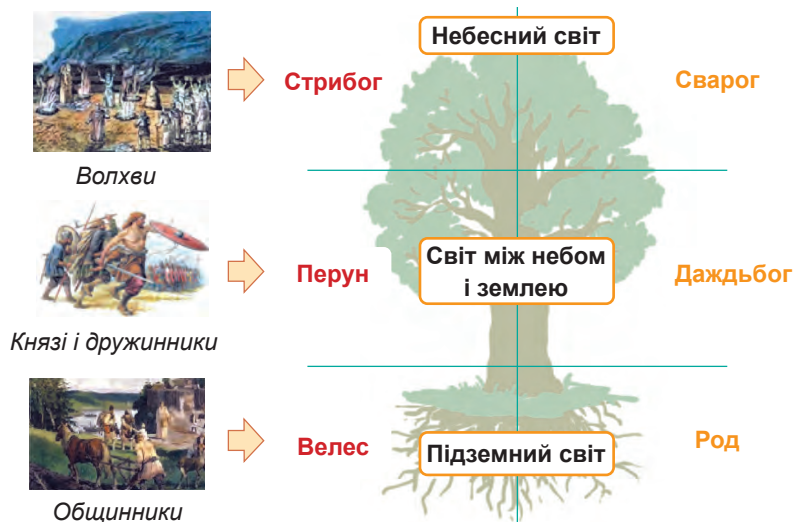 Небесний світ
Стрибог
Сварог
Волхви
Перун
Світ між небом
і землею
Даждьбог
Князі і дружинники
Велес
Підземний світ
Род
Общинники